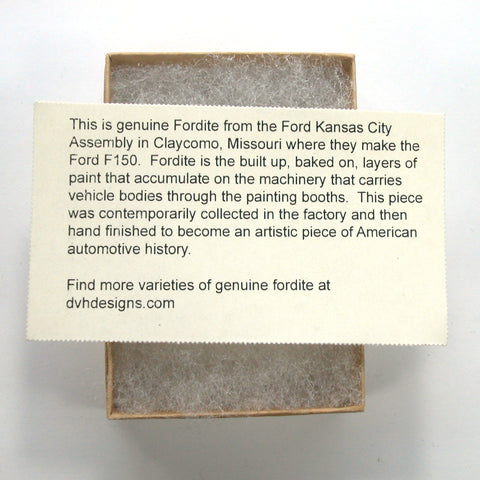 This is genuine Fordite from the Ford Kansas City
Assembly in Claycomo, Missouri where they make the
Ford F150.  Fordite is the built up, baked on, layers of
paint that accumulate on the machinery that carries
vehicle bodies through the painting booths.  This piece
was contemporarily collected in the factory and then
hand finished to become an artistic piece of American
automotive history.
Find more varieties of genuine fordite at
dvhdesigns.com